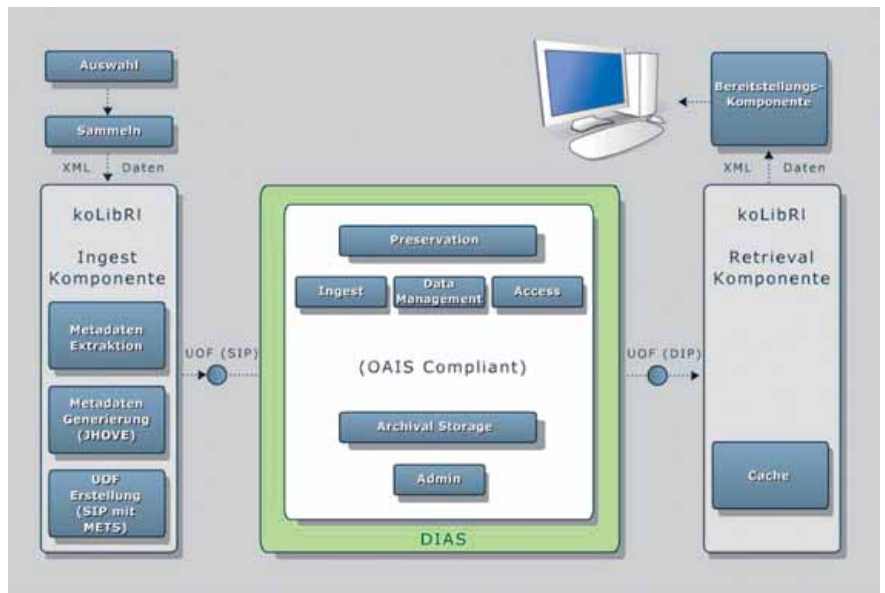 Auswahl
Sammeln
XML Daten
koLibRI
Ingest
Komponente
Metadaten
Extraktion
Metadaten
Generierung
(JHOVE)
UOF
Erstellung
(SIP mit
METS)
UOF (SIP)
Preservation
Ingest
Data
Management
Access
(OAIS Compliant)
Archival Storage
Admin
DIAS
UOF (DIP)
Bereitstellungs-
Komponente
XML Daten
koLibRI
Retrieval
Komponente
Cache